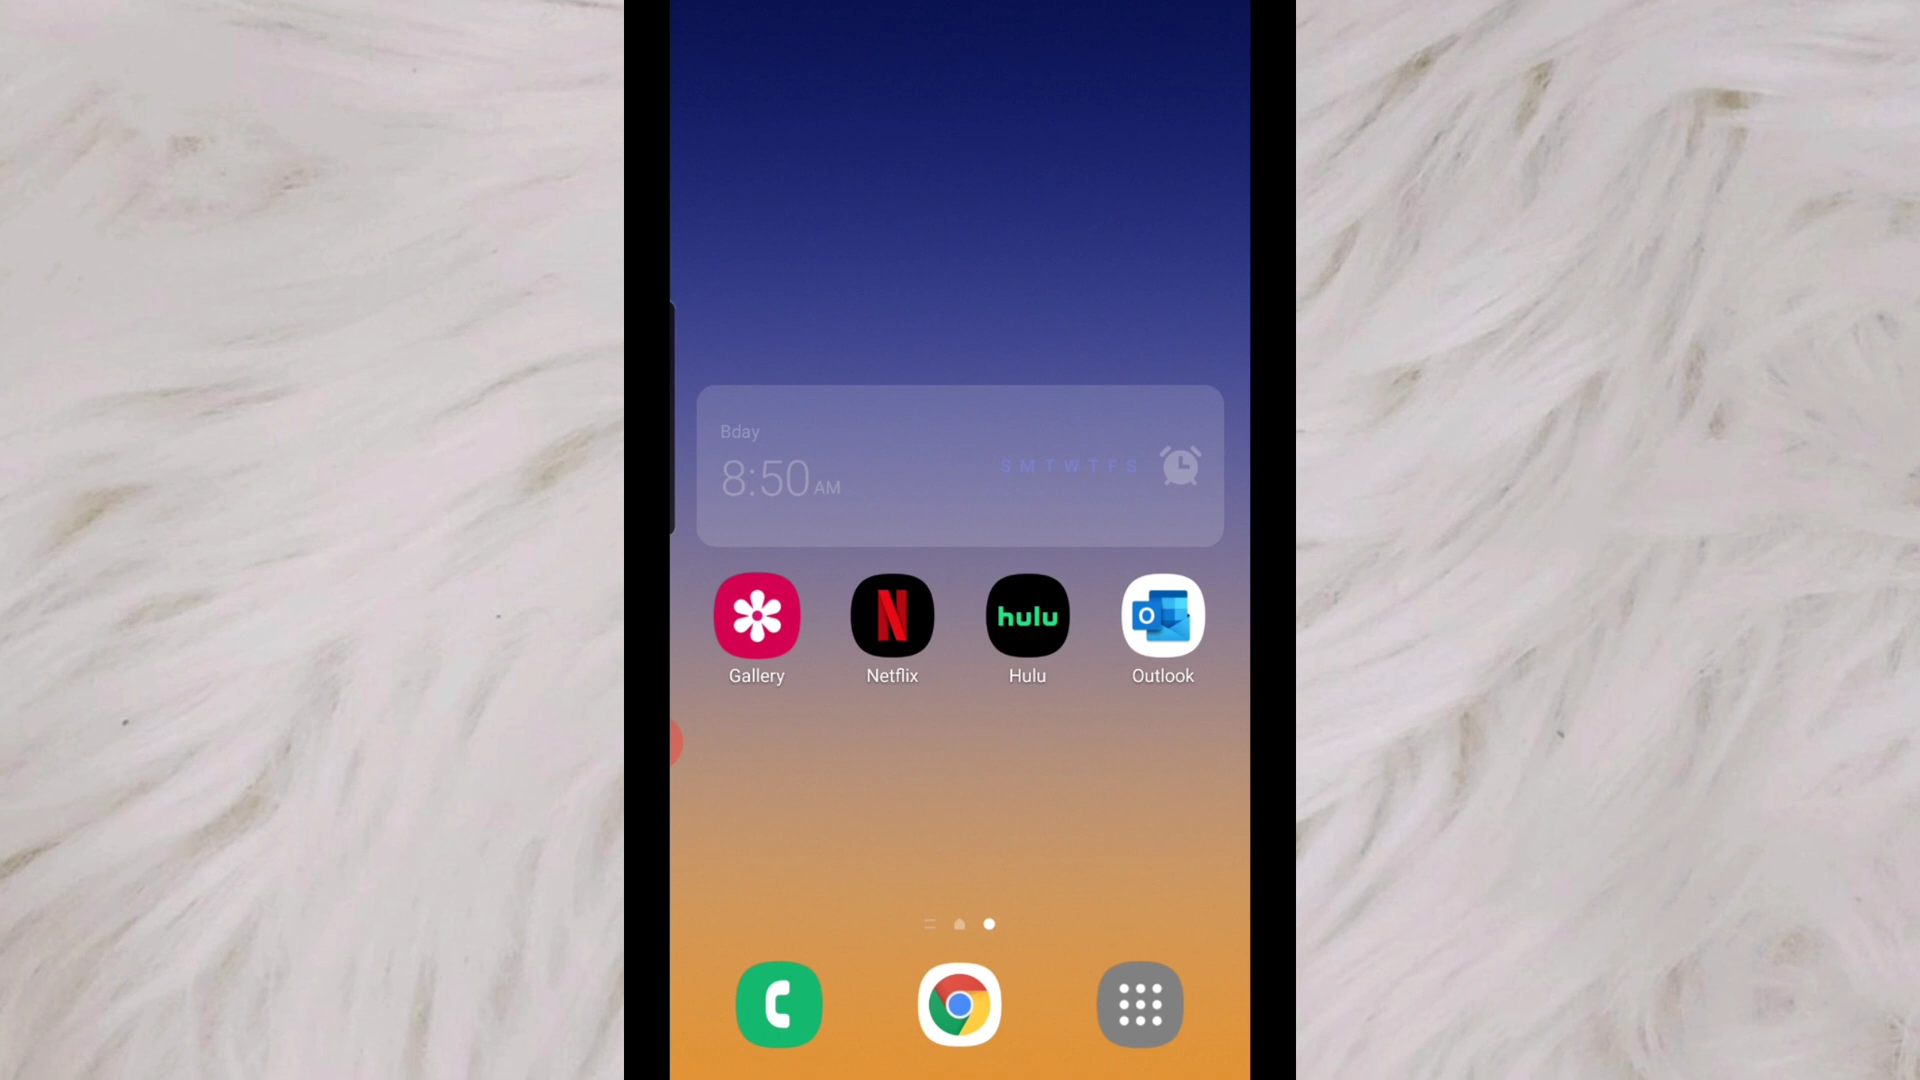 Bday
8:50 AM
S M T W T F S
N
hulu
O
Gallery
Netflix
Hulu
Outlook